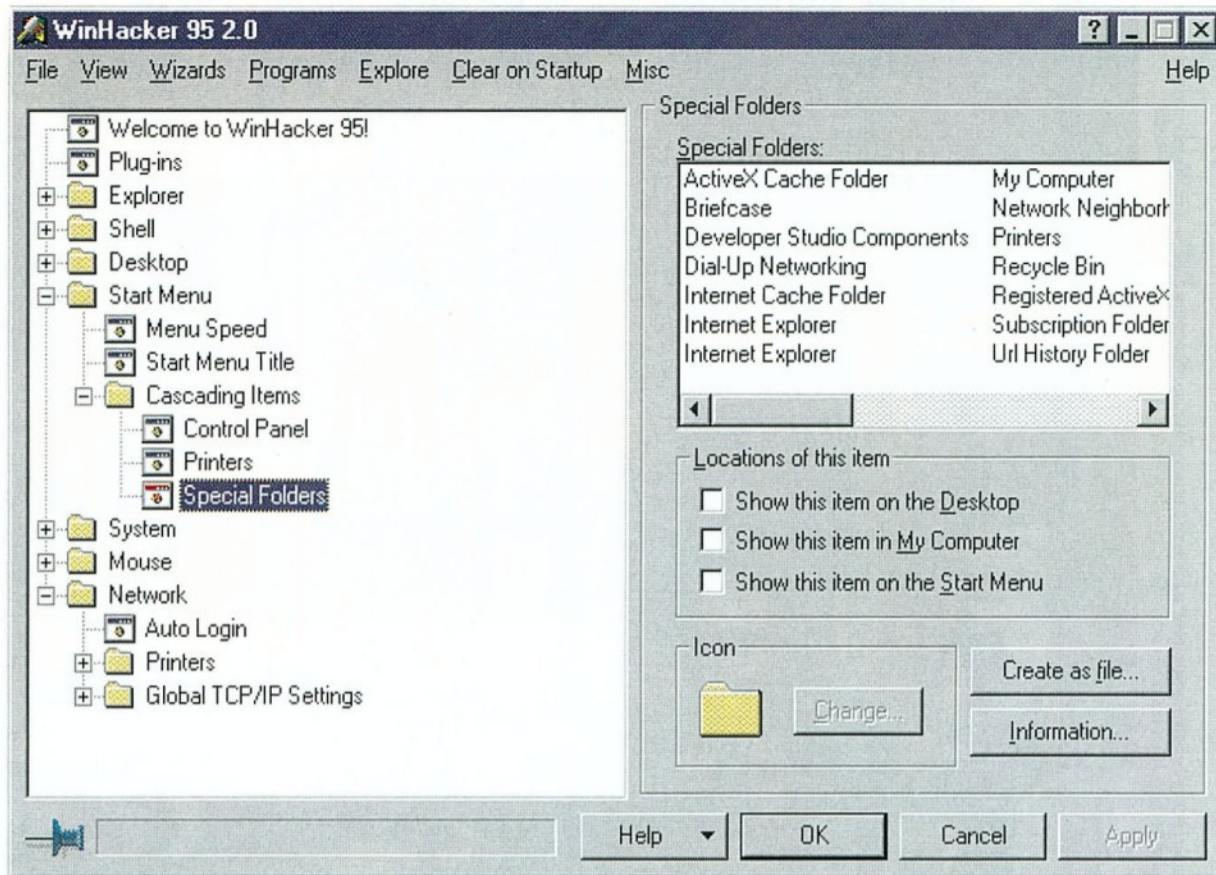 WinHacker 95 2.0
File View Wizards Programs Explore Clear on Startup Misc Help
Welcome to WinHacker 95!
Plug-ins
Explorer
Shell
Desktop
Start Menu
Menu Speed
Start Menu Title
Cascading Items
Control Panel
Printers
Special Folders
System
Mouse
Network
Auto Login
Printers
Global TCP/IP Settings
Special Folders
Special Folders:
ActiveX Cache Folder
Briefcase
Developer Studio Components
Dial-Up Networking
Internet Cache Folder
Internet Explorer
Internet Explorer
My Computer
Network Neighborh
Printers
Recycle Bin
Registered ActiveX
Subscription Folder
Url History Folder
Locations of this item
Show this item on the Desktop
Show this item in My Computer
Show this item on the Start Menu
Icon
Change...
Create as file...
Information...
Help
OK
Cancel
Apply